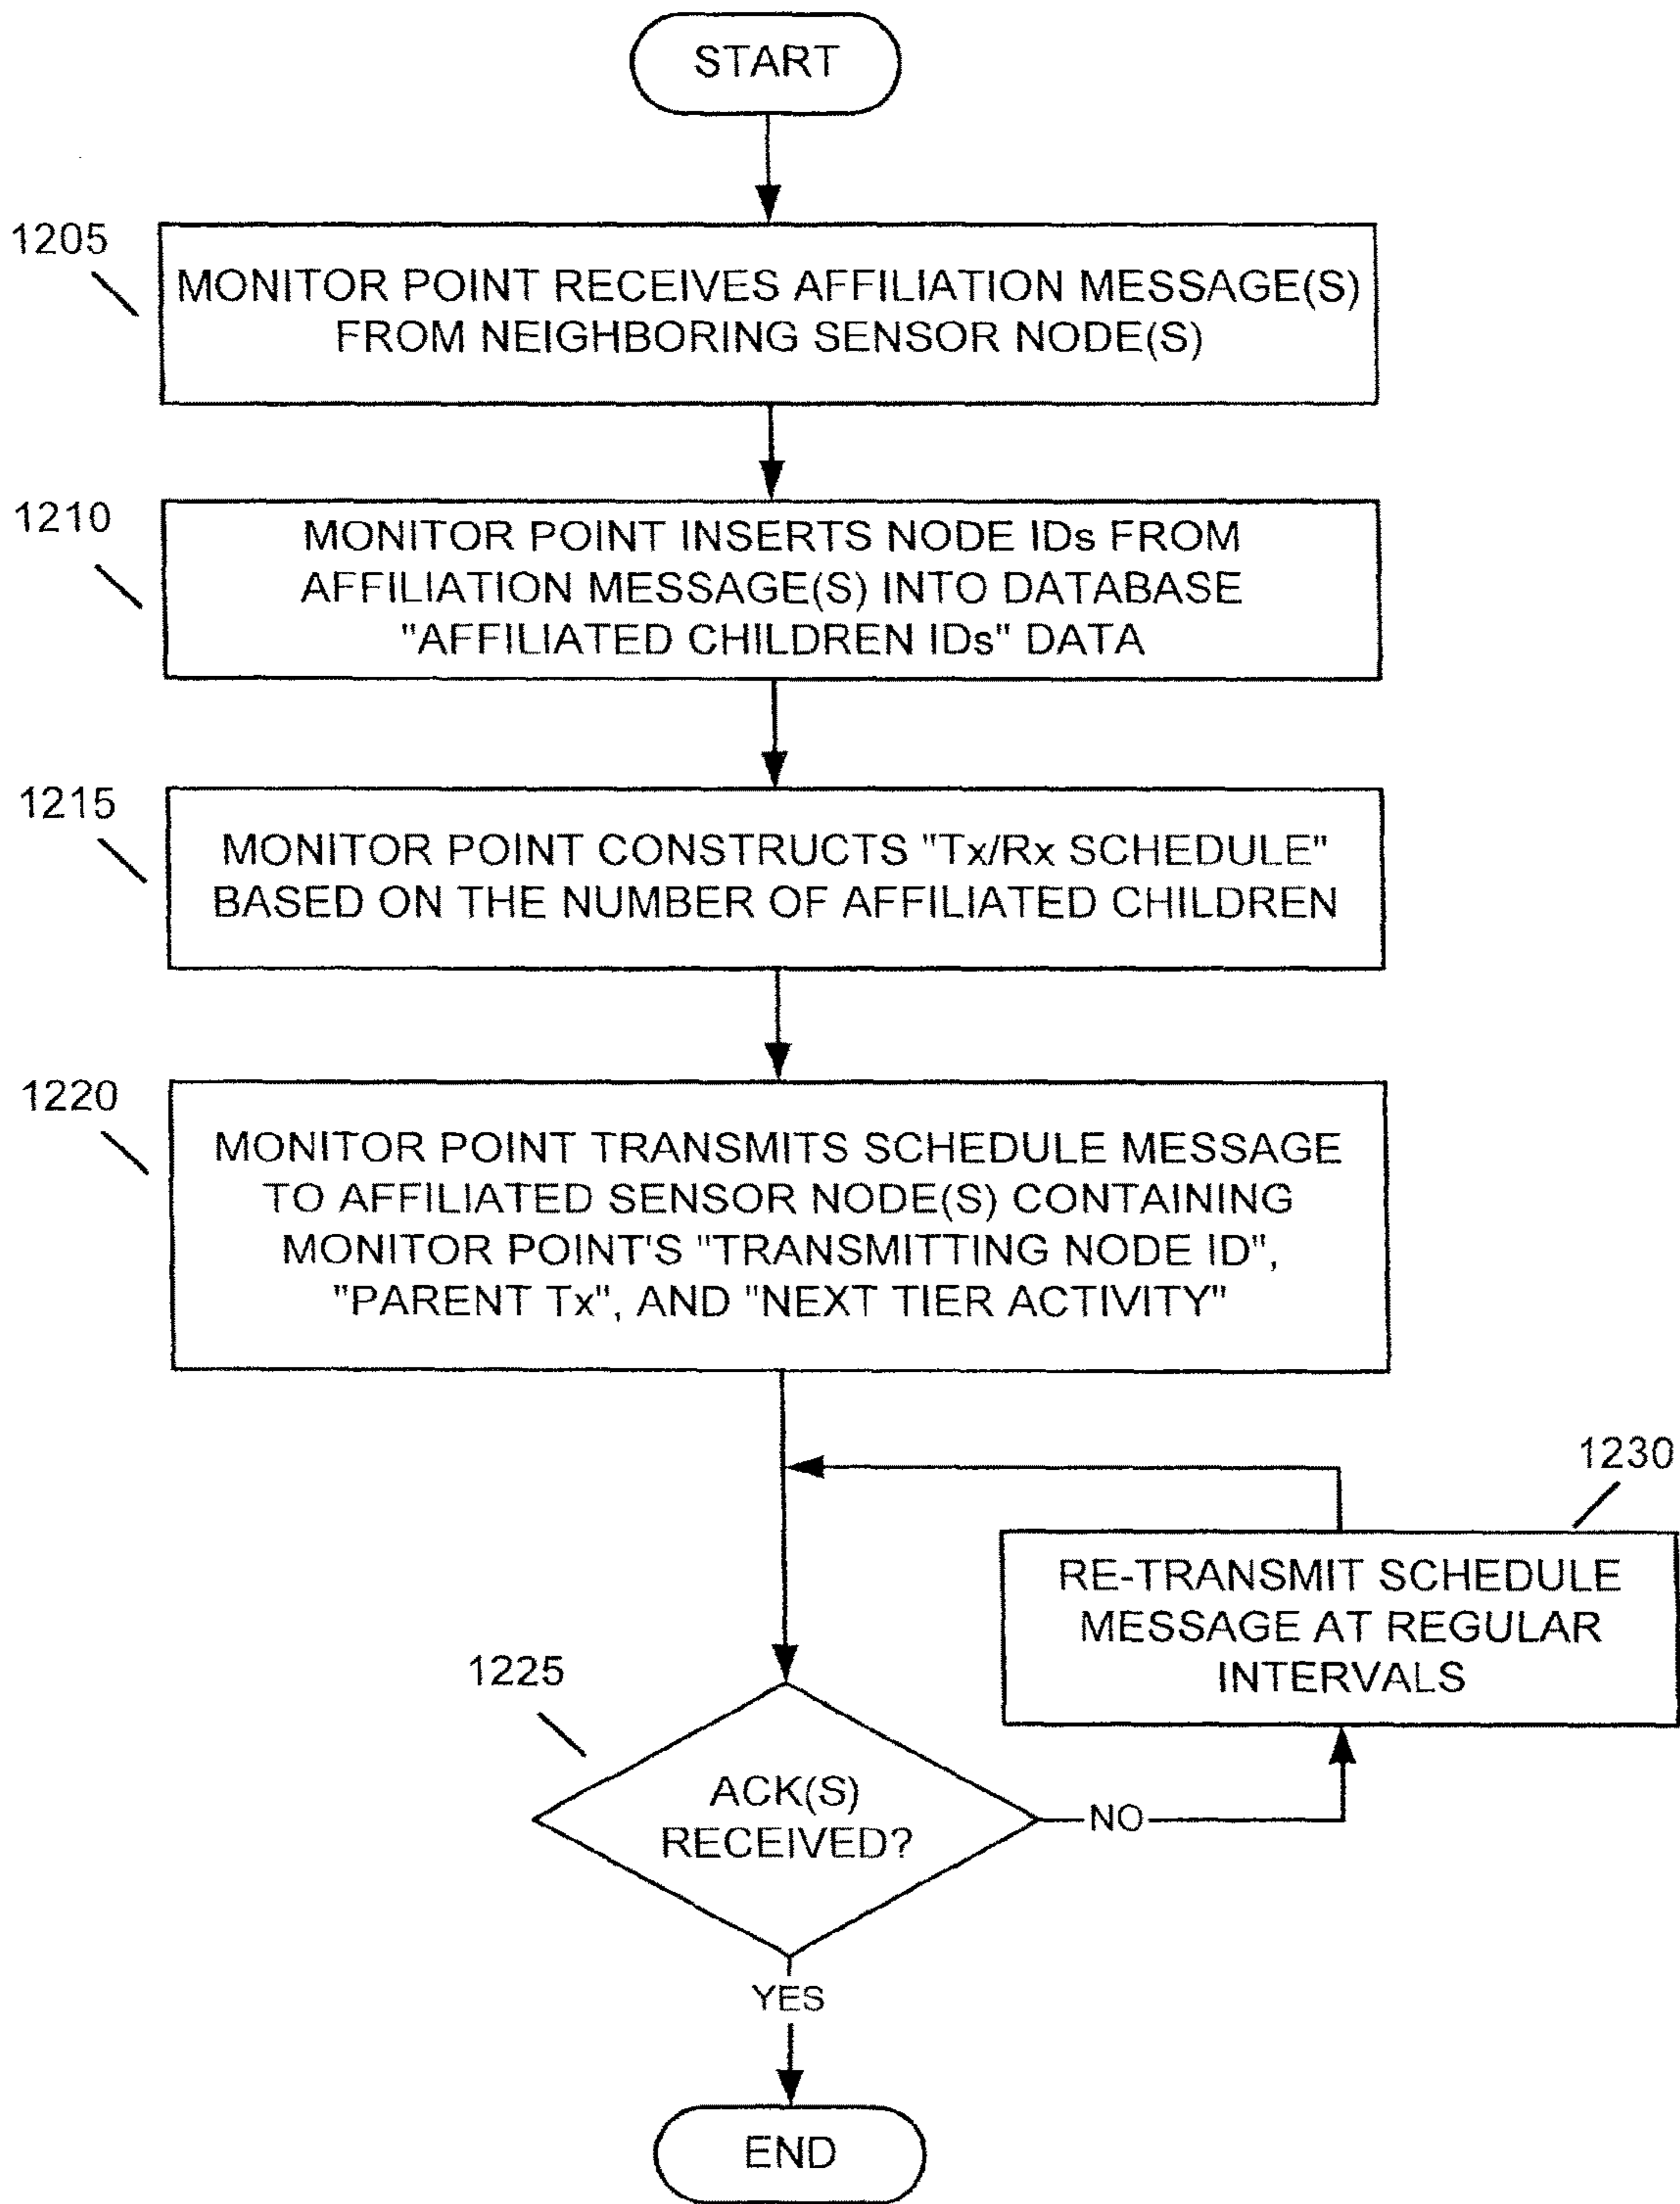 START
1205
MONITOR POINT RECEIVES AFFILIATION MESSAGE(S)
FROM NEIGHBORING SENSOR NODE(S)
1210
MONITOR POINT INSERTS NODE IDs FROM
AFFILIATION MESSAGE(S) INTO DATABASE
"AFFILIATED CHILDREN IDs" DATA
1215
MONITOR POINT CONSTRUCTS "Tx/Rx SCHEDULE"
BASED ON THE NUMBER OF AFFILIATED CHILDREN
1220
MONITOR POINT TRANSMITS SCHEDULE MESSAGE
TO AFFILIATED SENSOR NODE(S) CONTAINING
MONITOR POINT'S "TRANSMITTING NODE ID",
"PARENT Tx", AND "NEXT TIER ACTIVITY"
1230
RE-TRANSMIT SCHEDULE
MESSAGE AT REGULAR
INTERVALS
1225
ACK(S)
RECEIVED?
NO
YES
END